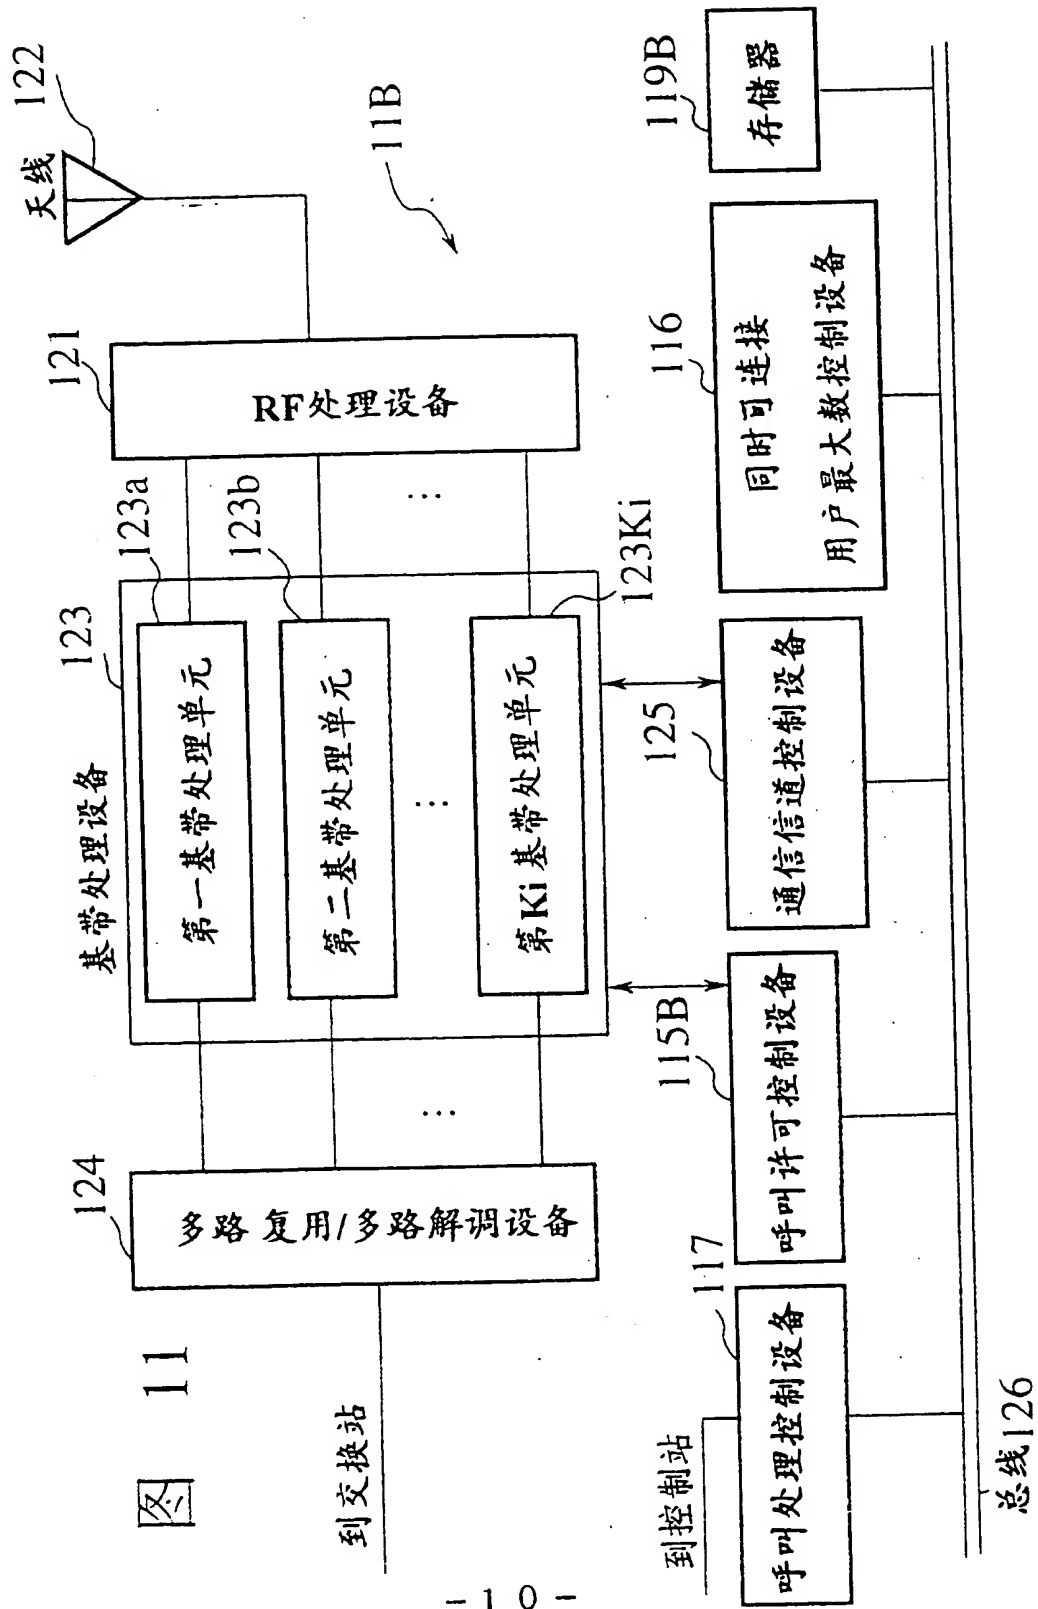 图 11
到交换站
124
多路复用/多路解调设备
...
基带处理设备
123
第一基带处理单元
123a
第二基带处理单元
123b
...
第Ki基带处理单元
123Ki
...
121
RF处理设备
天线
122
11B
到控制站
呼叫处理控制设备
117
呼叫许可控制设备
115B
通信信道控制设备
125
同时可连接
用户最大数控制设备
116
存储器
119B
总线126
-10-